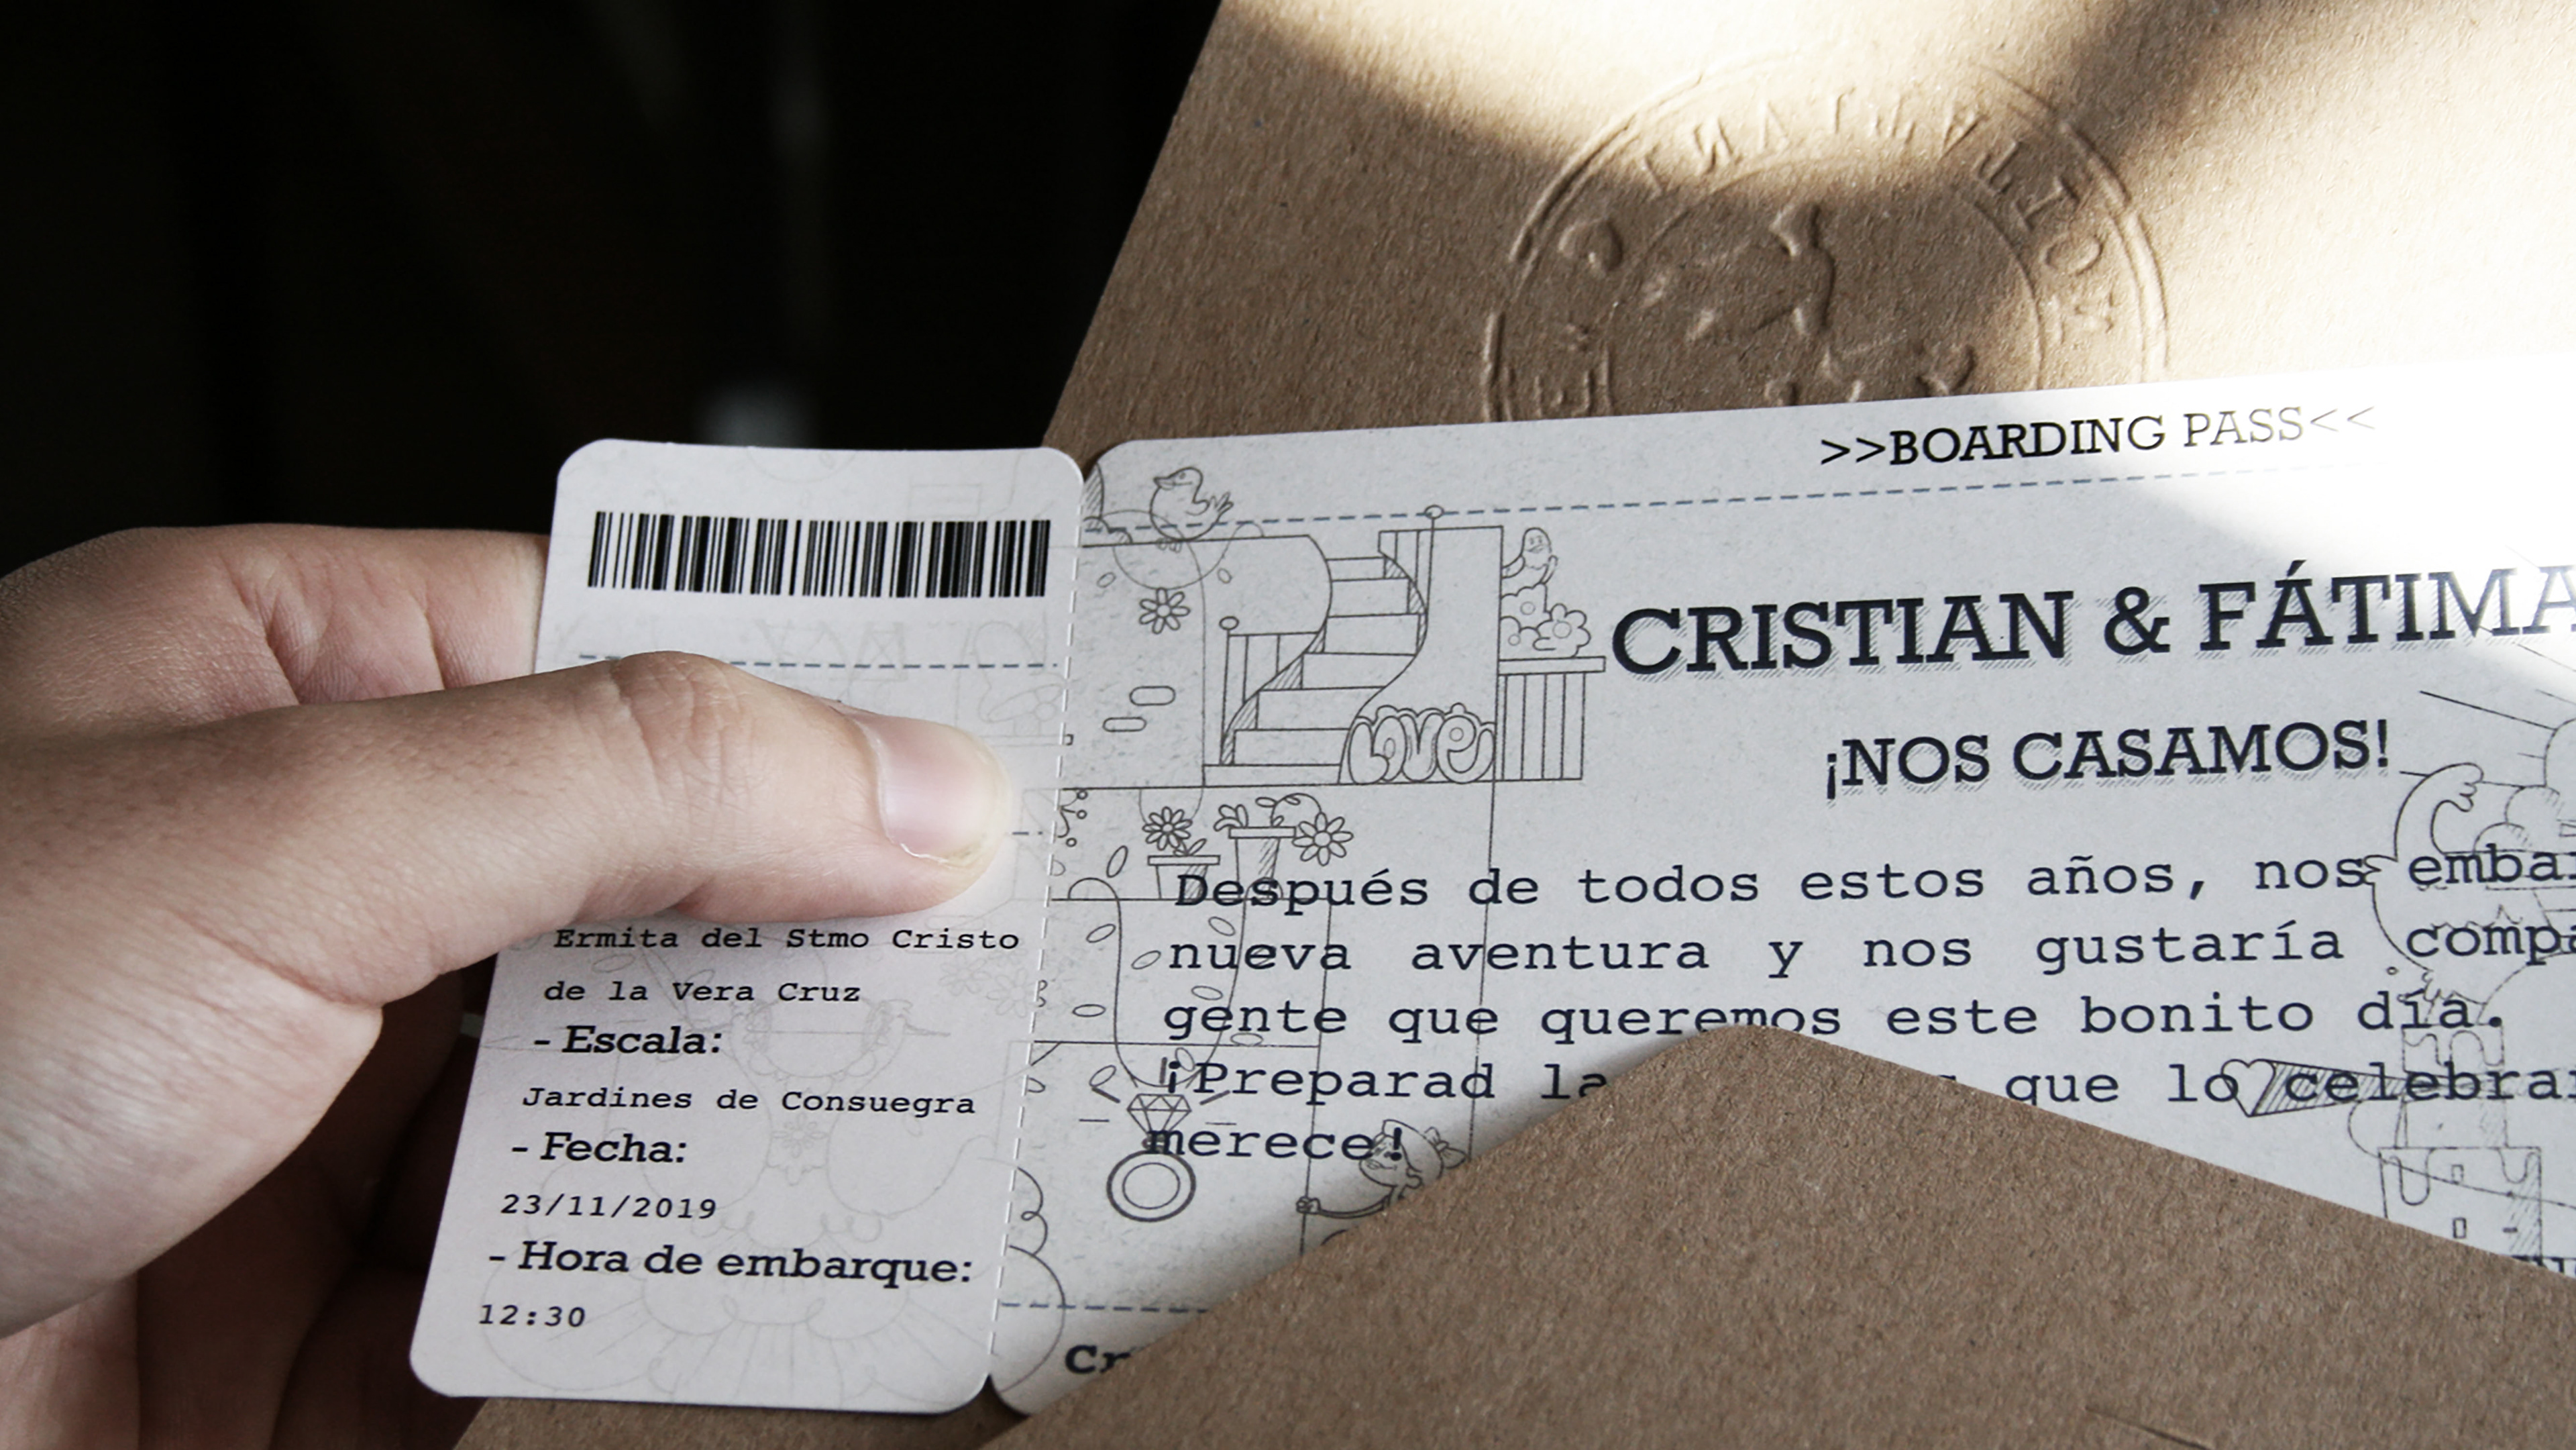 >>BOARDING PASS<<
CRISTIAN & FÁTIMA
¡NOS CASAMOS!
Love
Después de todos estos años, nos
nueva aventura y nos gustaría
gente que queremos este bonito día.
¡Preparad que lo
merece!
Ermita del Stmo Cristo
de la Vera Cruz
- Escala:
Jardines de Consuegra
- Fecha:
23/11/2019
- Hora de embarque:
12:30